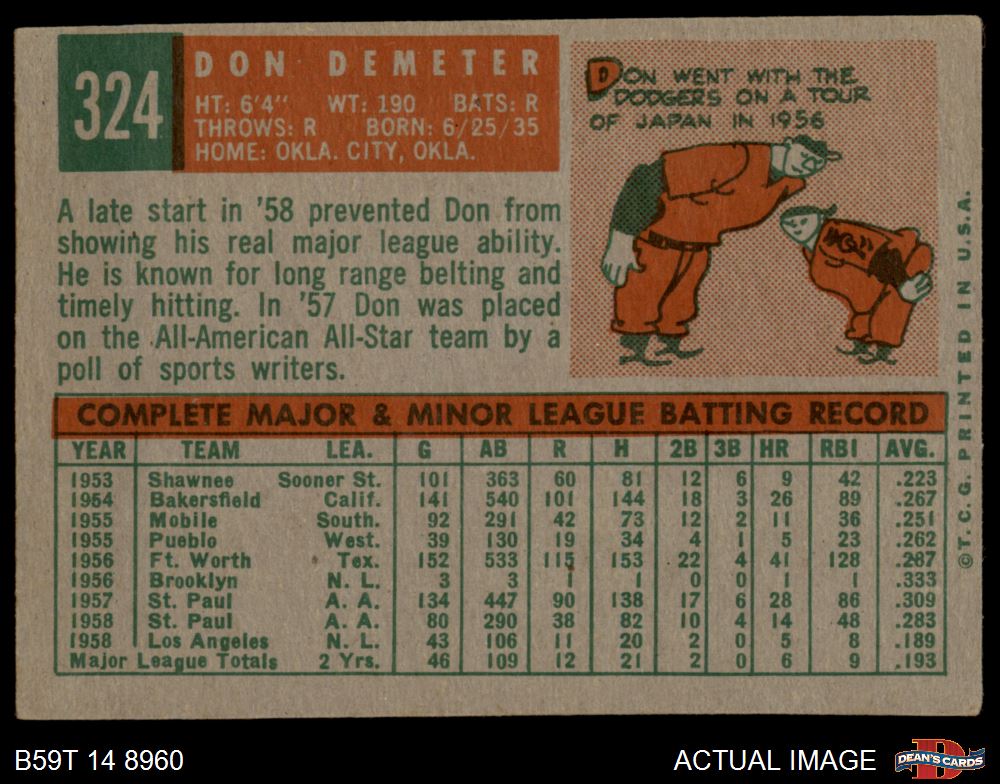 324
DON DEMETER
HT: 6'4" WT: 190 BATS: R
THROWS: R BORN: 6/25/35
HOME: OKLA. CITY, OKLA.
DON WENT WITH THE
DODGERS ON A TOUR
OF JAPAN IN 1956
A late start in '58 prevented Don from
showing his real major league ability.
He is known for long range belting and
timely hitting. In '57 Don was placed
on the All-American All-Star team by a
poll of sports writers.
COMPLETE MAJOR & MINOR LEAGUE BATTING RECORD
YEAR TEAM LEA. G AB R H 2B 3B HR RBI AVG.
1953 Shawnee Sooner St. 101 363 60 81 12 6 9 42 .223
1954 Bakersfield Calif. 141 540 101 144 18 3 26 89 .267
1955 Mobile South. 92 291 42 73 12 2 11 36 .251
1955 Pueblo West. 39 130 19 34 4 1 5 23 .262
1956 Ft. Worth Tex. 152 533 115 153 22 4 41 128 .287
1956 Brooklyn N. L. 3 3 1 1 0 0 1 1 .333
1957 St. Paul A. A. 134 447 90 138 17 6 28 86 .309
1958 St. Paul A. A. 80 290 38 82 10 4 14 48 .283
1958 Los Angeles N. L. 43 106 11 20 2 0 5 8 .189
Major League Totals 2 Yrs. 46 109 12 21 2 0 6 9 .193
©T. C. G. PRINTED IN U.S.A.
B59T 14 8960
ACTUAL IMAGE
DEAN'S CARDS